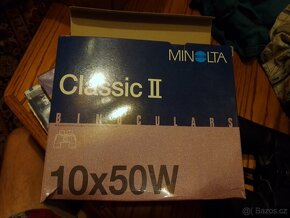 MINOLTA
Classic II
BINOCULARS
10x50W
Bazos.cz